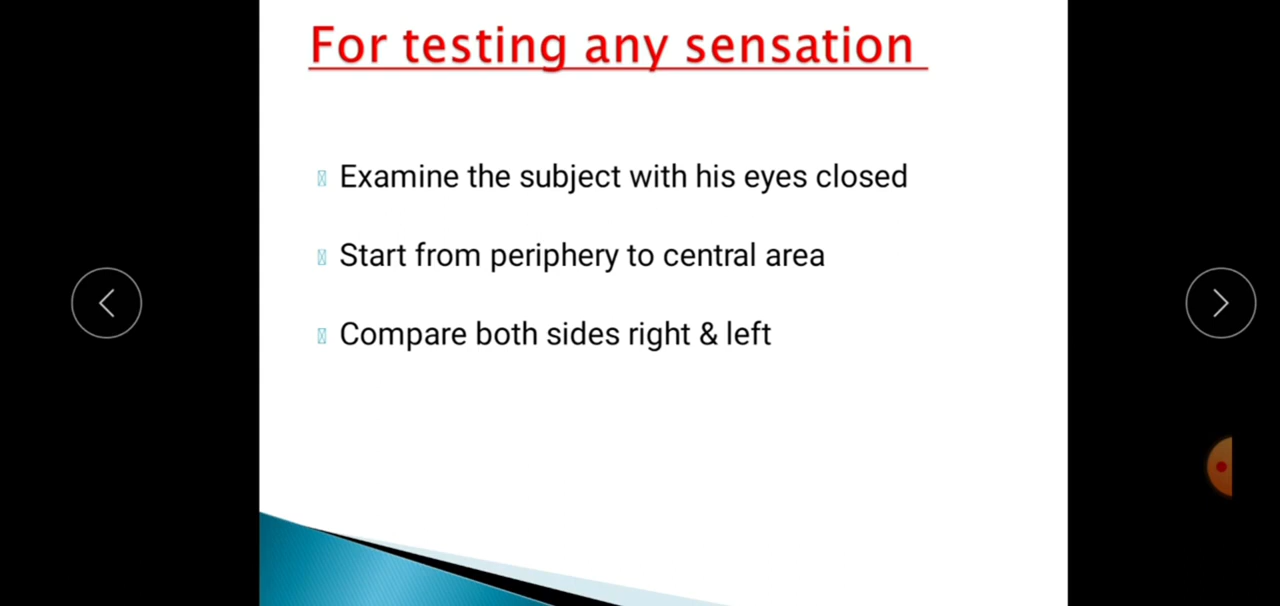 For testing any sensation
Examine the subject with his eyes closed
Start from periphery to central area
Compare both sides right & left